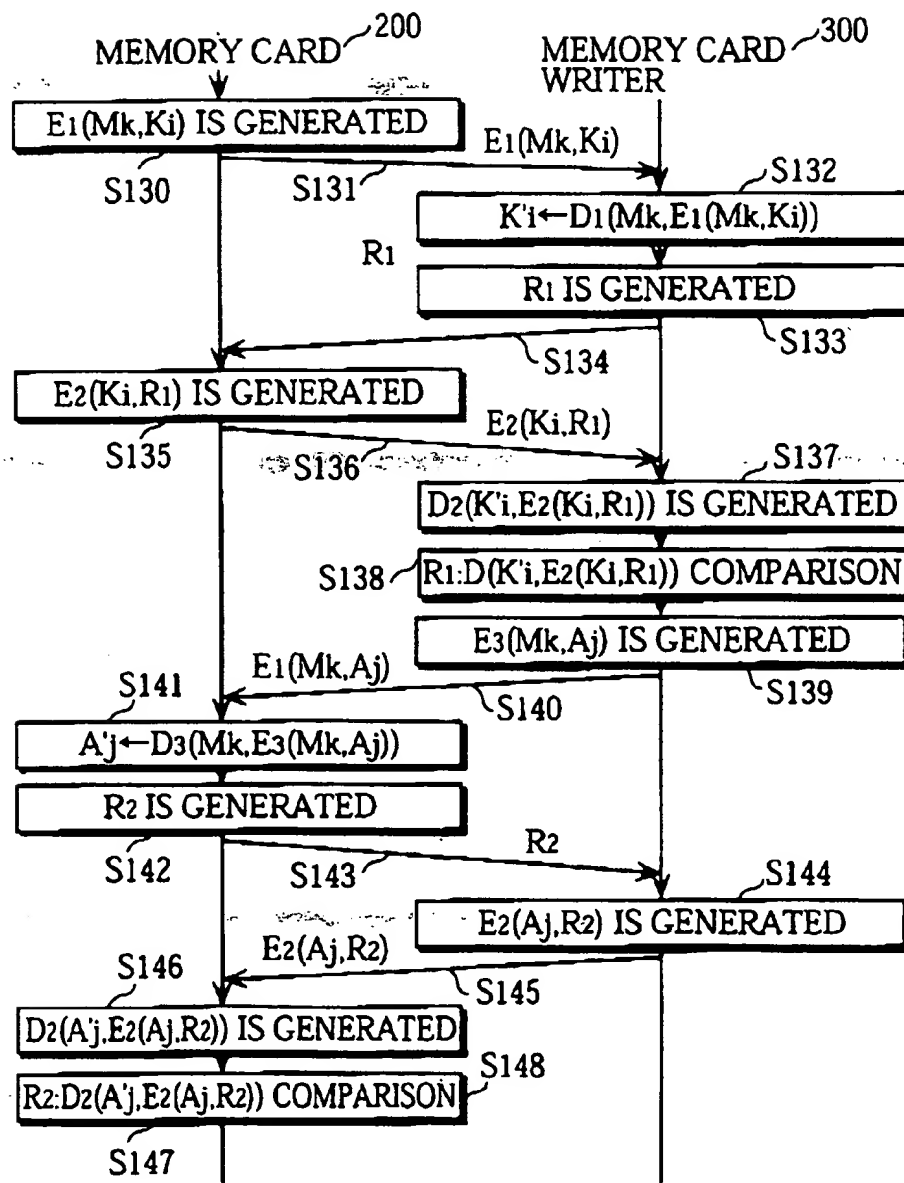 MEMORY CARD 200
MEMORY CARD WRITER 300
E1(Mk,Ki) IS GENERATED
S130
S131
E1(Mk,Ki)
S132
K'i←D1(Mk,E1(Mk,Ki))
R1
R1 IS GENERATED
S133
S134
E2(Ki,R1) IS GENERATED
S135
S136
E2(Ki,R1)
S137
D2(K'i,E2(Ki,R1)) IS GENERATED
S138
R1:D(K'i,E2(Ki,R1)) COMPARISON
E3(Mk,Aj) IS GENERATED
S139
E1(Mk,Aj)
S140
S141
A'j←D3(Mk,E3(Mk,Aj))
R2 IS GENERATED
S142
S143
R2
S144
E2(Aj,R2) IS GENERATED
E2(Aj,R2)
S145
S146
D2(A'j,E2(Aj,R2)) IS GENERATED
R2:D2(A'j,E2(Aj,R2)) COMPARISON
S148
S147